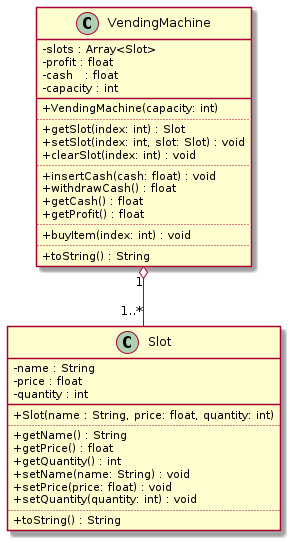 C VendingMachine
-slots : Array<Slot>
-profit : float
-cash : float
-capacity : int
+VendingMachine(capacity: int)
+getSlot(index: int) : Slot
+setSlot(index: int, slot: Slot) : void
+clearSlot(index: int) : void
+insertCash(cash: float) : void
+withdrawCash() : float
+getCash() : float
+getProfit() : float
+buyItem(index: int) : void
+toString() : String
1
1..*
C Slot
-name : String
-price : float
-quantity : int
+Slot(name : String, price: float, quantity: int)
+getName() : String
+getPrice() : float
+getQuantity() : int
+setName(name: String) : void
+setPrice(price: float) : void
+setQuantity(quantity: int) : void
+toString() : String